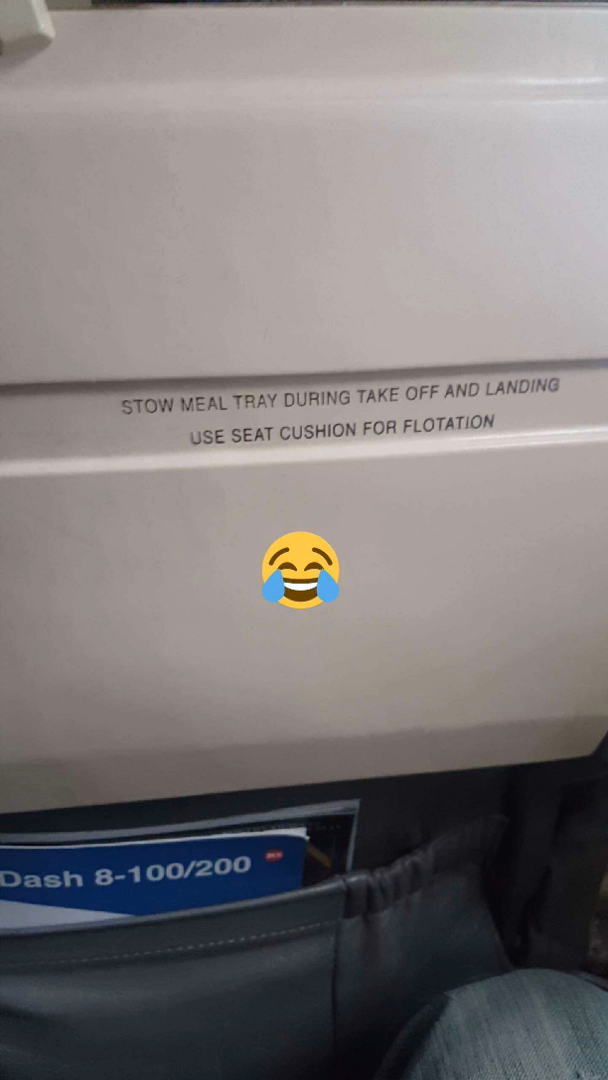 STOW MEAL TRAY DURING TAKE OFF AND LANDING
USE SEAT CUSHION FOR FLOTATION
Dash 8-100/200